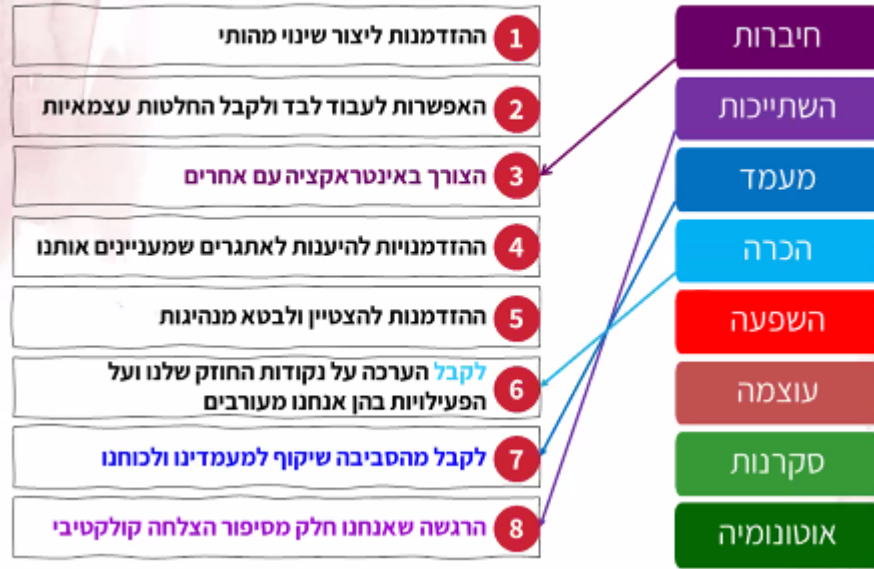 חיברות
השתייכות
מעמד
הכרה
השפעה
עוצמה
סקרנות
אוטונומיה
1 ההזדמנות ליצור שינוי מהותי
2 האפשרות לעבוד לבד ולקבל החלטות עצמאיות
3 הצורך באינטראקציה עם אחרים
4 ההזדמנויות להיענות לאתגרים שמעניינים אותנו
5 ההזדמנות להצטיין ולבטא מנהיגות
6 לקבל הערכה על נקודות החוזק שלנו ועל
הפעילויות בהן אנחנו מעורבים
7 לקבל מהסביבה שיקוף למעמדינו ולכוחנו
8 הרגשה שאנחנו חלק מסיפור הצלחה קולקטיבי